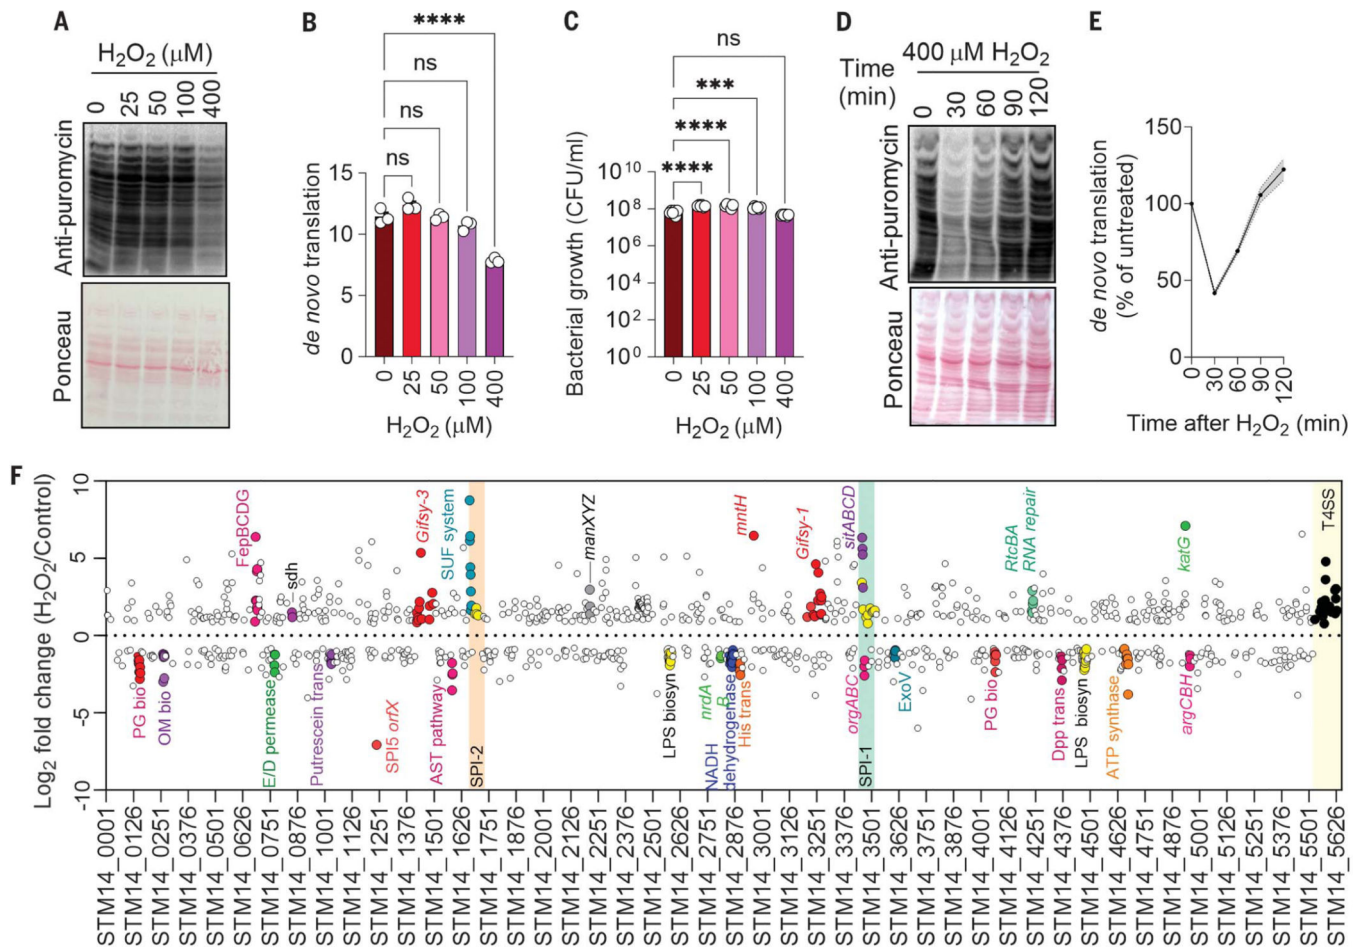 A
H2O2 (μM)
0 25 50 100 400
Anti-puromycin
Ponceau
B
****
ns
ns
ns
de novo translation
15
10
5
0
0 25 50 100 400
H2O2 (μM)
C
ns
***
****
****
Bacterial growth (CFU/ml)
10^10
10^8
10^6
10^4
10^2
10^0
0 25 50 100 400
H2O2 (μM)
D
400 μM H2O2
Time
(min)
0 30 60 90 120
Anti-puromycin
Ponceau
E
de novo translation
(% of untreated)
150
100
50
0
0 30 60 90 120
Time after H2O2 (min)
F
Log2 fold change (H2O2/Control)
10
5
0
-5
-10
FepBCDG
sdh
Gifsy-3
SUF system
manXYZ
mntH
Gifsy-1
sitABCD
RtcBA
RNA repair
katG
T4SS
PG bio
OM bio
E/D permease
Putrescein trans
SPI5 orfX
AST pathway
SPI-2
LPS biosyn
nrdA
B
NADH
dehydrogenase
His trans
orgABC
SPI-1
ExoV
PG bio
Dpp trans
LPS biosyn
ATP synthase
argCBH
STM14_0001
STM14_0126
STM14_0251
STM14_0376
STM14_0626
STM14_0751
STM14_0876
STM14_1001
STM14_1126
STM14_1251
STM14_1376
STM14_1501
STM14_1626
STM14_1751
STM14_1876
STM14_2001
STM14_2126
STM14_2251
STM14_2376
STM14_2501
STM14_2626
STM14_2751
STM14_2876
STM14_3001
STM14_3126
STM14_3251
STM14_3376
STM14_3501
STM14_3626
STM14_3751
STM14_3876
STM14_4001
STM14_4126
STM14_4251
STM14_4376
STM14_4501
STM14_4626
STM14_4751
STM14_4876
STM14_5001
STM14_5126
STM14_5251
STM14_5376
STM14_5501
STM14_5626